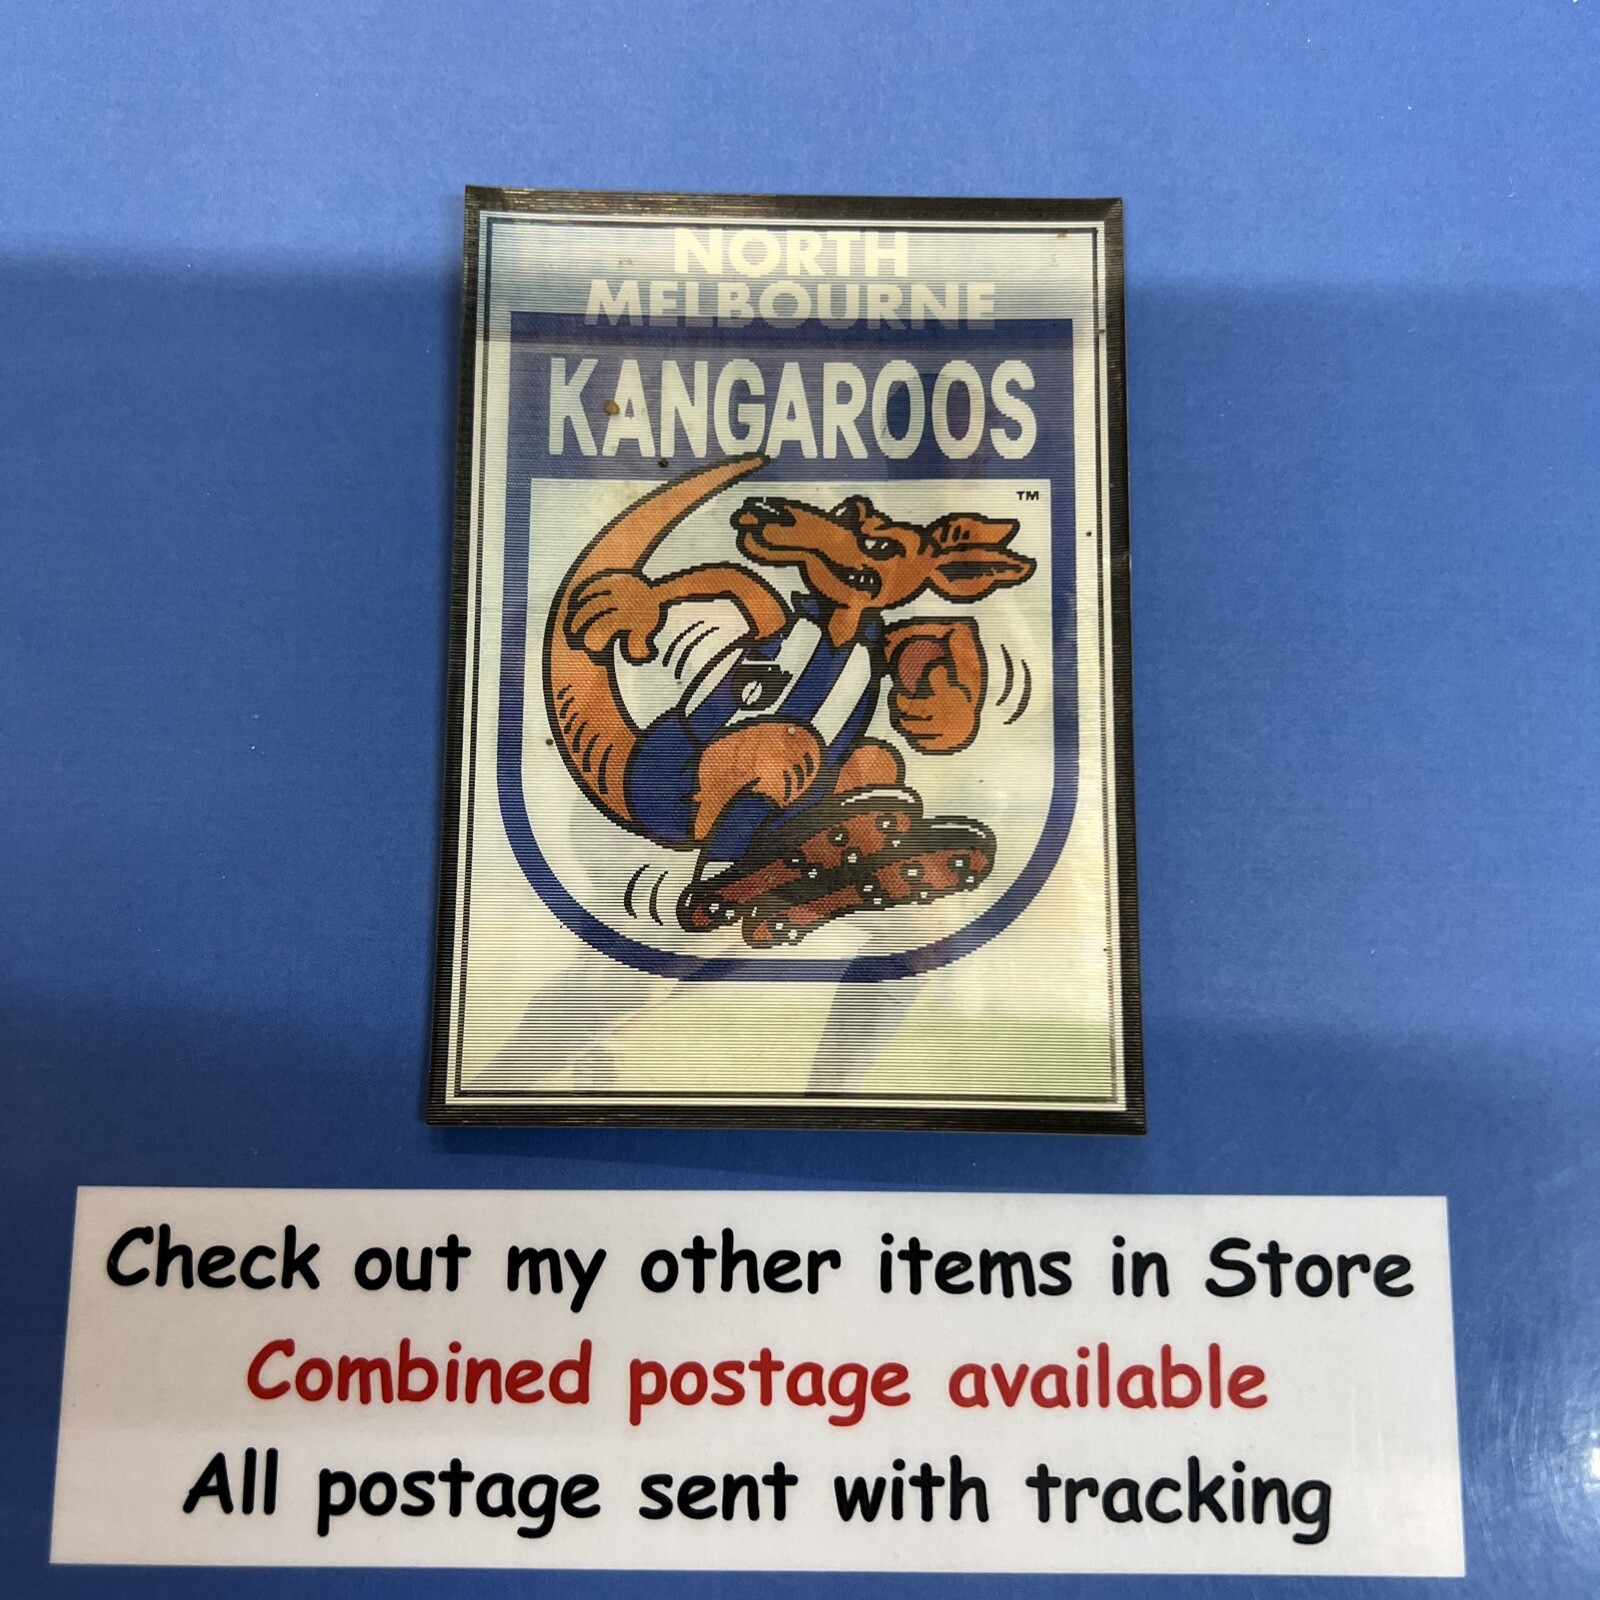 NORTH
MELBOURNE
KANGAROOS
TM
Check out my other items in Store
Combined postage available
All postage sent with tracking